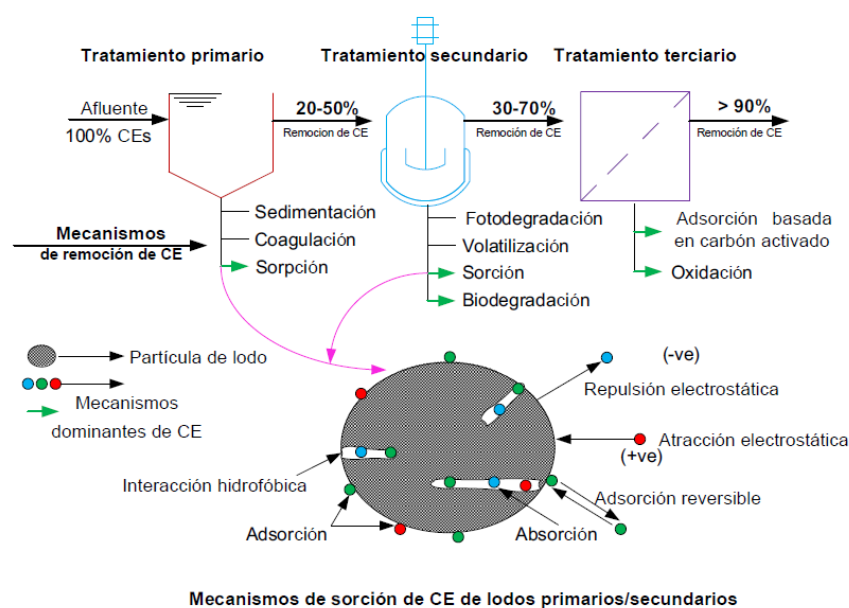 Tratamiento primario
Tratamiento secundario
Tratamiento terciario
Afluente
100% CEs
20-50%
Remocion de CE
30-70%
Remoción de CE
> 90%
Remoción de CE
Mecanismos
de remoción de CE
Sedimentación
Coagulación
Sorpción
Fotodegradación
Volatilización
Sorción
Biodegradación
Adsorción basada
en carbón activado
Oxidación
Partícula de lodo
Mecanismos
dominantes de CE
(-ve)
Repulsión electrostática
Atracción electrostática
(+ve)
Interacción hidrofóbica
Adsorción reversible
Adsorción
Absorción
Mecanismos de sorción de CE de lodos primarios/secundarios